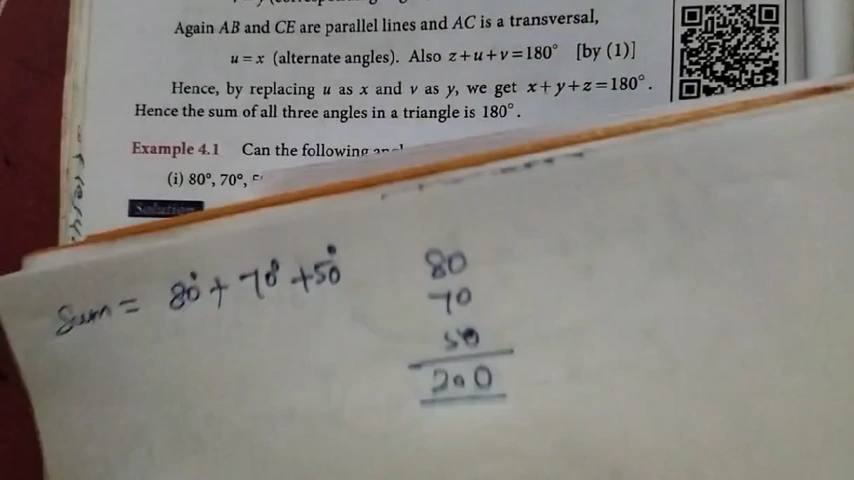 Again AB and CE are parallel lines and AC is a transversal,
u = x (alternate angles). Also z + u + v = 180° [by (1)]
Hence, by replacing u as x and v as y, we get x + y + z = 180°.
Hence the sum of all three angles in a triangle is 180°.
Example 4.1 Can the following
(i) 80°, 70°,
Solution
Sum = 80° + 70° + 50°
80
70
50
200